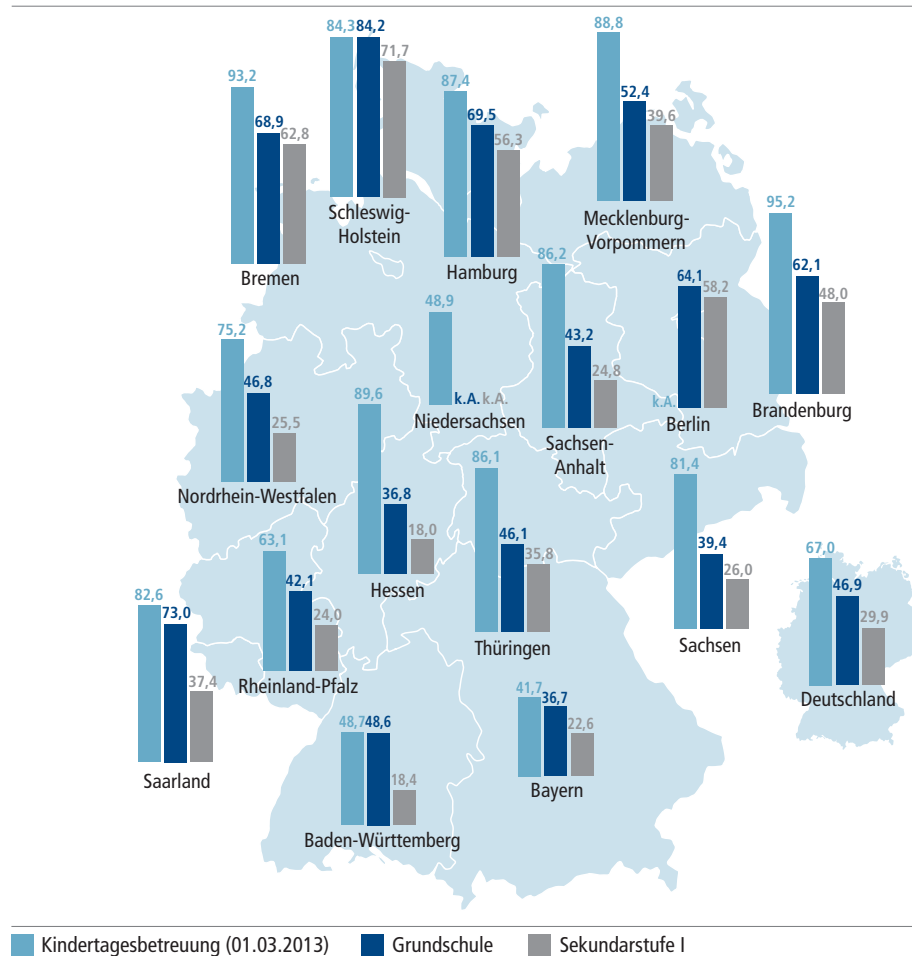 84,3 84,2
71,7
Schleswig-
Holstein
88,8
52,4
39,6
Mecklenburg-
Vorpommern
93,2
68,9
62,8
Bremen
87,4
69,5
56,3
Hamburg
95,2
62,1
48,0
Brandenburg
86,2
43,2
24,8
Sachsen-
Anhalt
64,1
58,2
k.A.
Berlin
48,9
k.A. k.A.
Niedersachsen
75,2
46,8
25,5
Nordrhein-Westfalen
89,6
36,8
18,0
Hessen
86,1
46,1
35,8
Thüringen
81,4
39,4
26,0
Sachsen
63,1
42,1
24,0
Rheinland-Pfalz
67,0
46,9
29,9
Deutschland
82,6
73,0
37,4
Saarland
48,7 48,6
18,4
Baden-Württemberg
41,7
36,7
22,6
Bayern
Kindertagesbetreuung (01.03.2013) Grundschule Sekundarstufe I